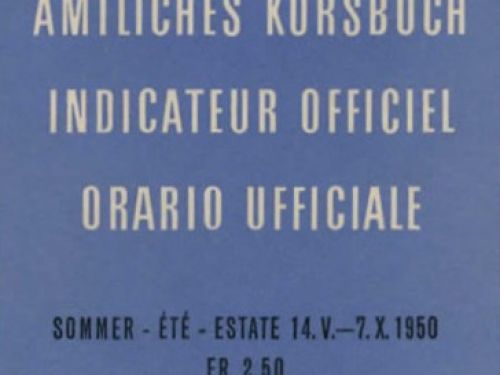 AMTLICHES KURSBUCH
INDICATEUR OFFICIEL
ORARIO UFFICIALE
SOMMER - ÉTÉ - ESTATE 14.V.—7.X.1950
FR 2.50